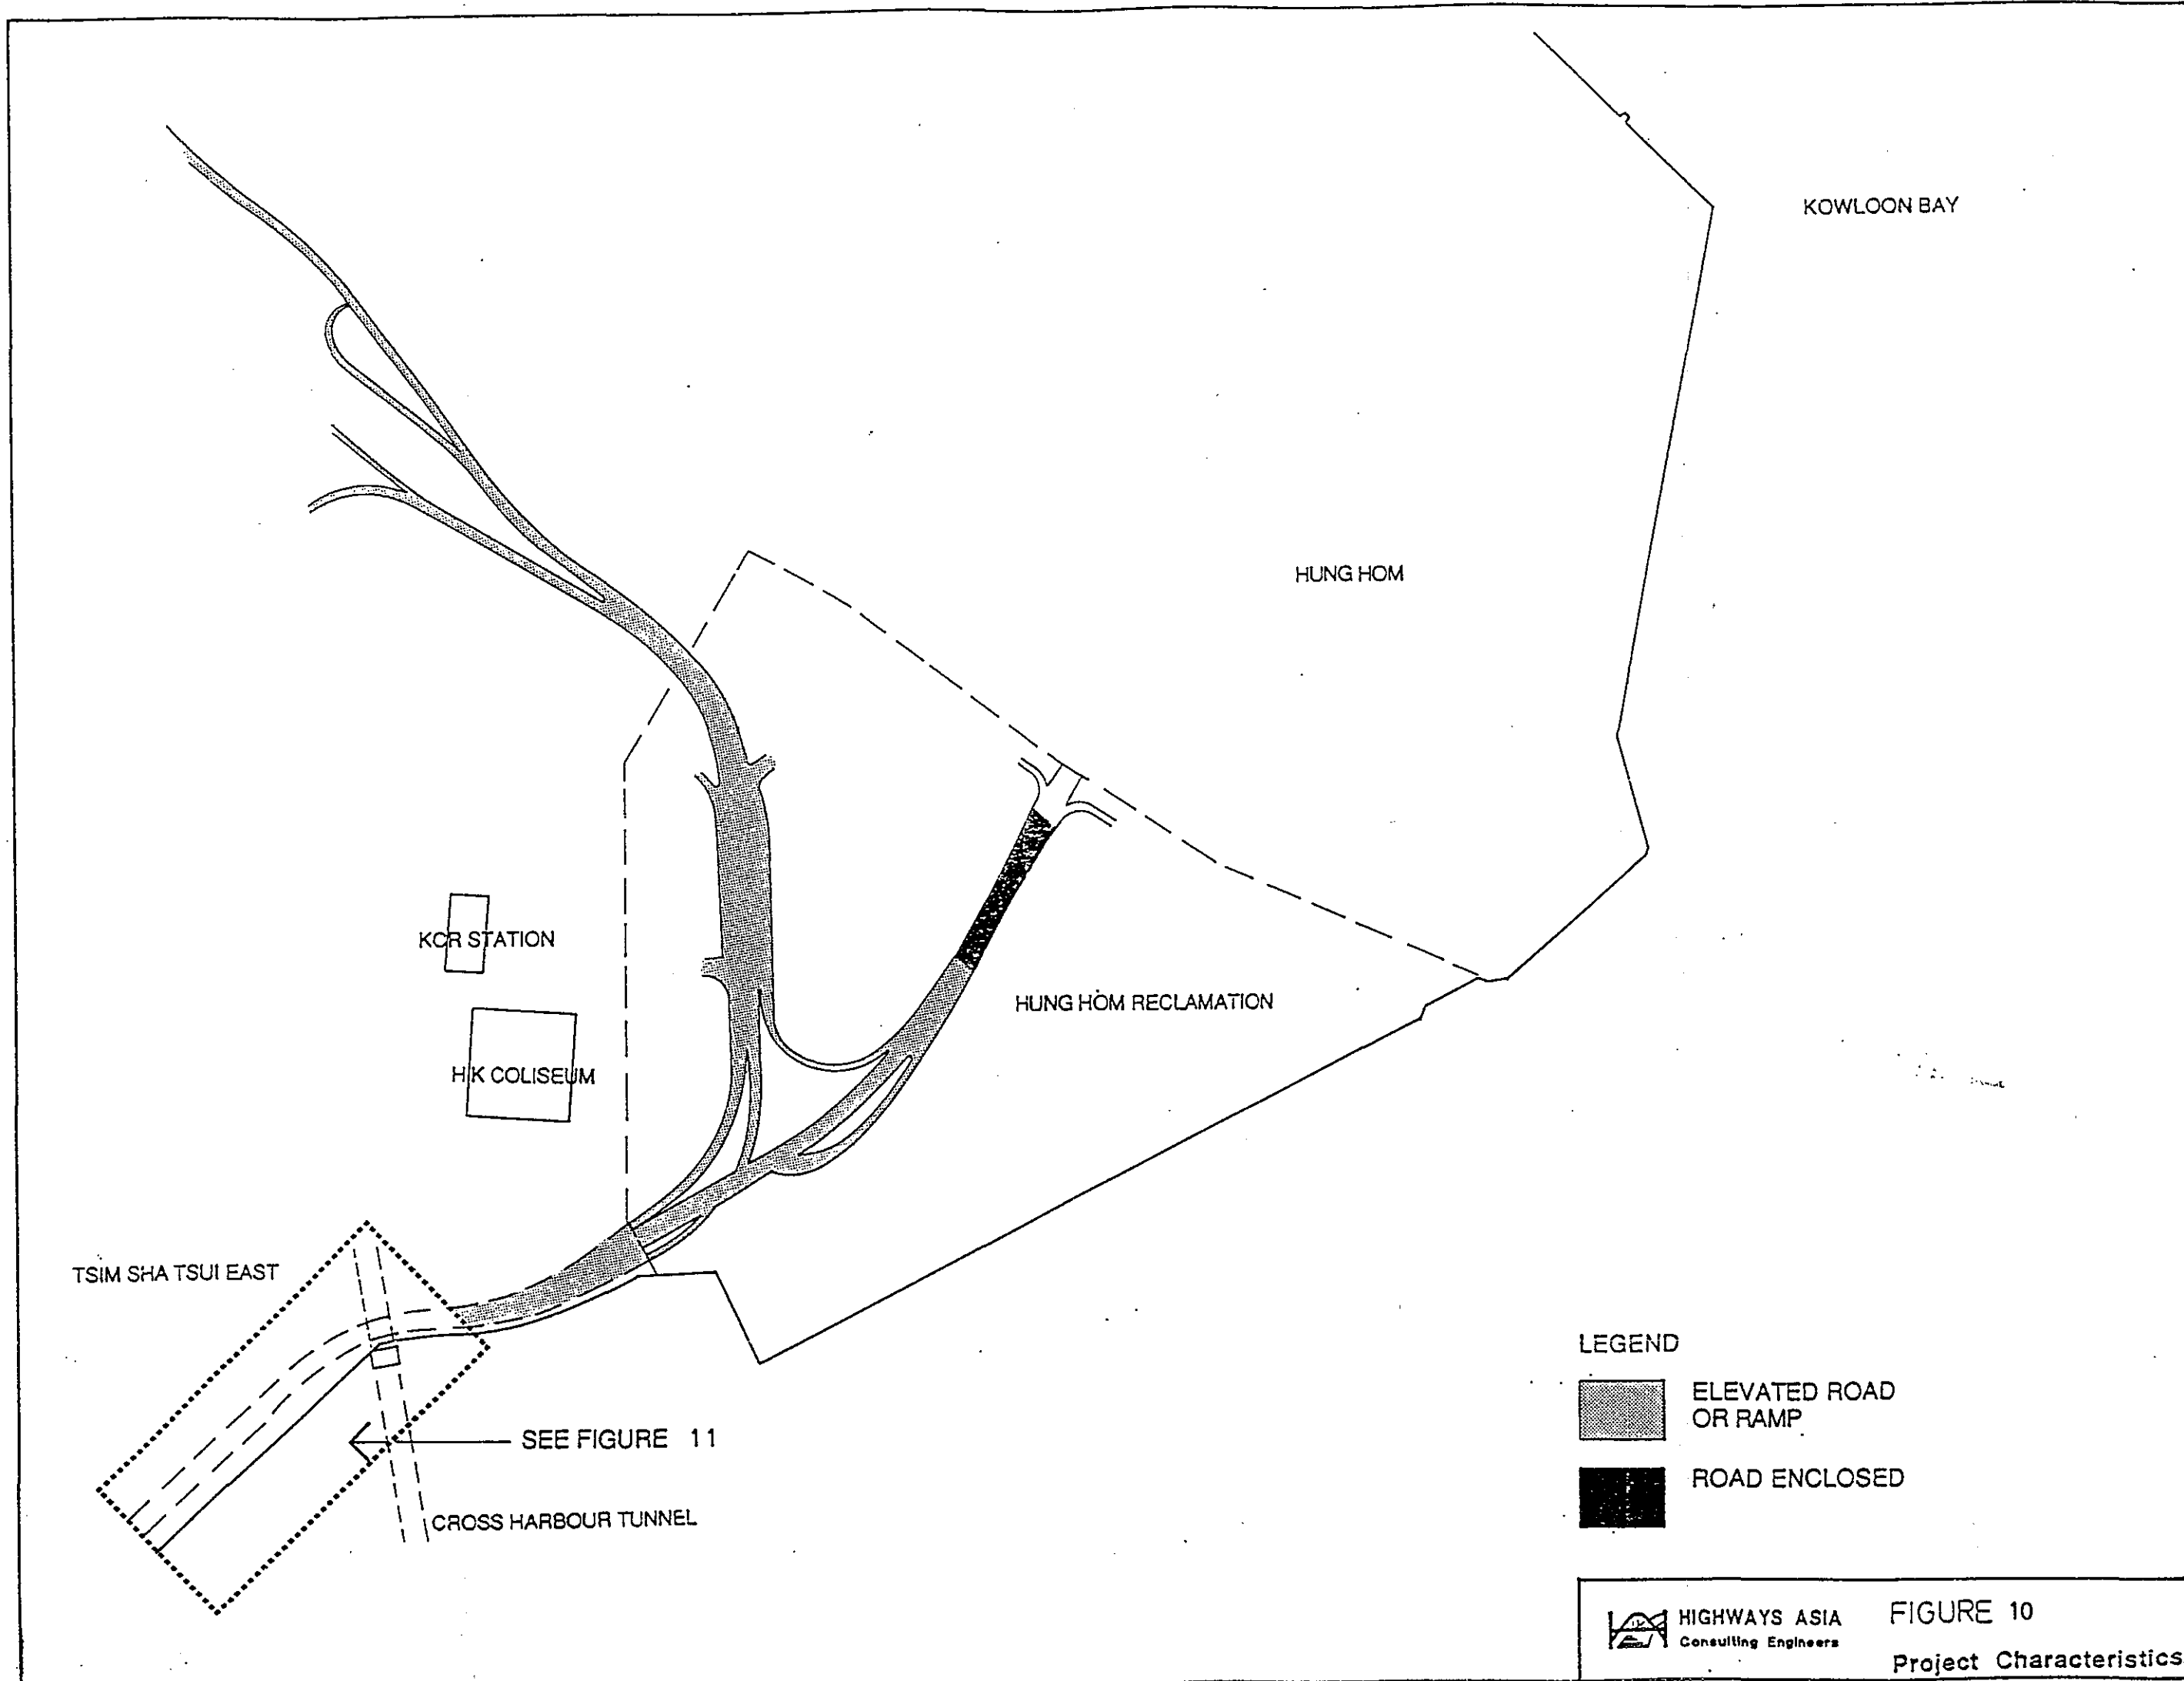 KOWLOON BAY
HUNG HOM
KCR STATION
HUNG HOM RECLAMATION
HK COLISEUM
TSIM SHA TSUI EAST
SEE FIGURE 11
CROSS HARBOUR TUNNEL
LEGEND
ELEVATED ROAD
OR RAMP
ROAD ENCLOSED
HIGHWAYS ASIA
Consulting Engineers
FIGURE 10
Project Characteristics